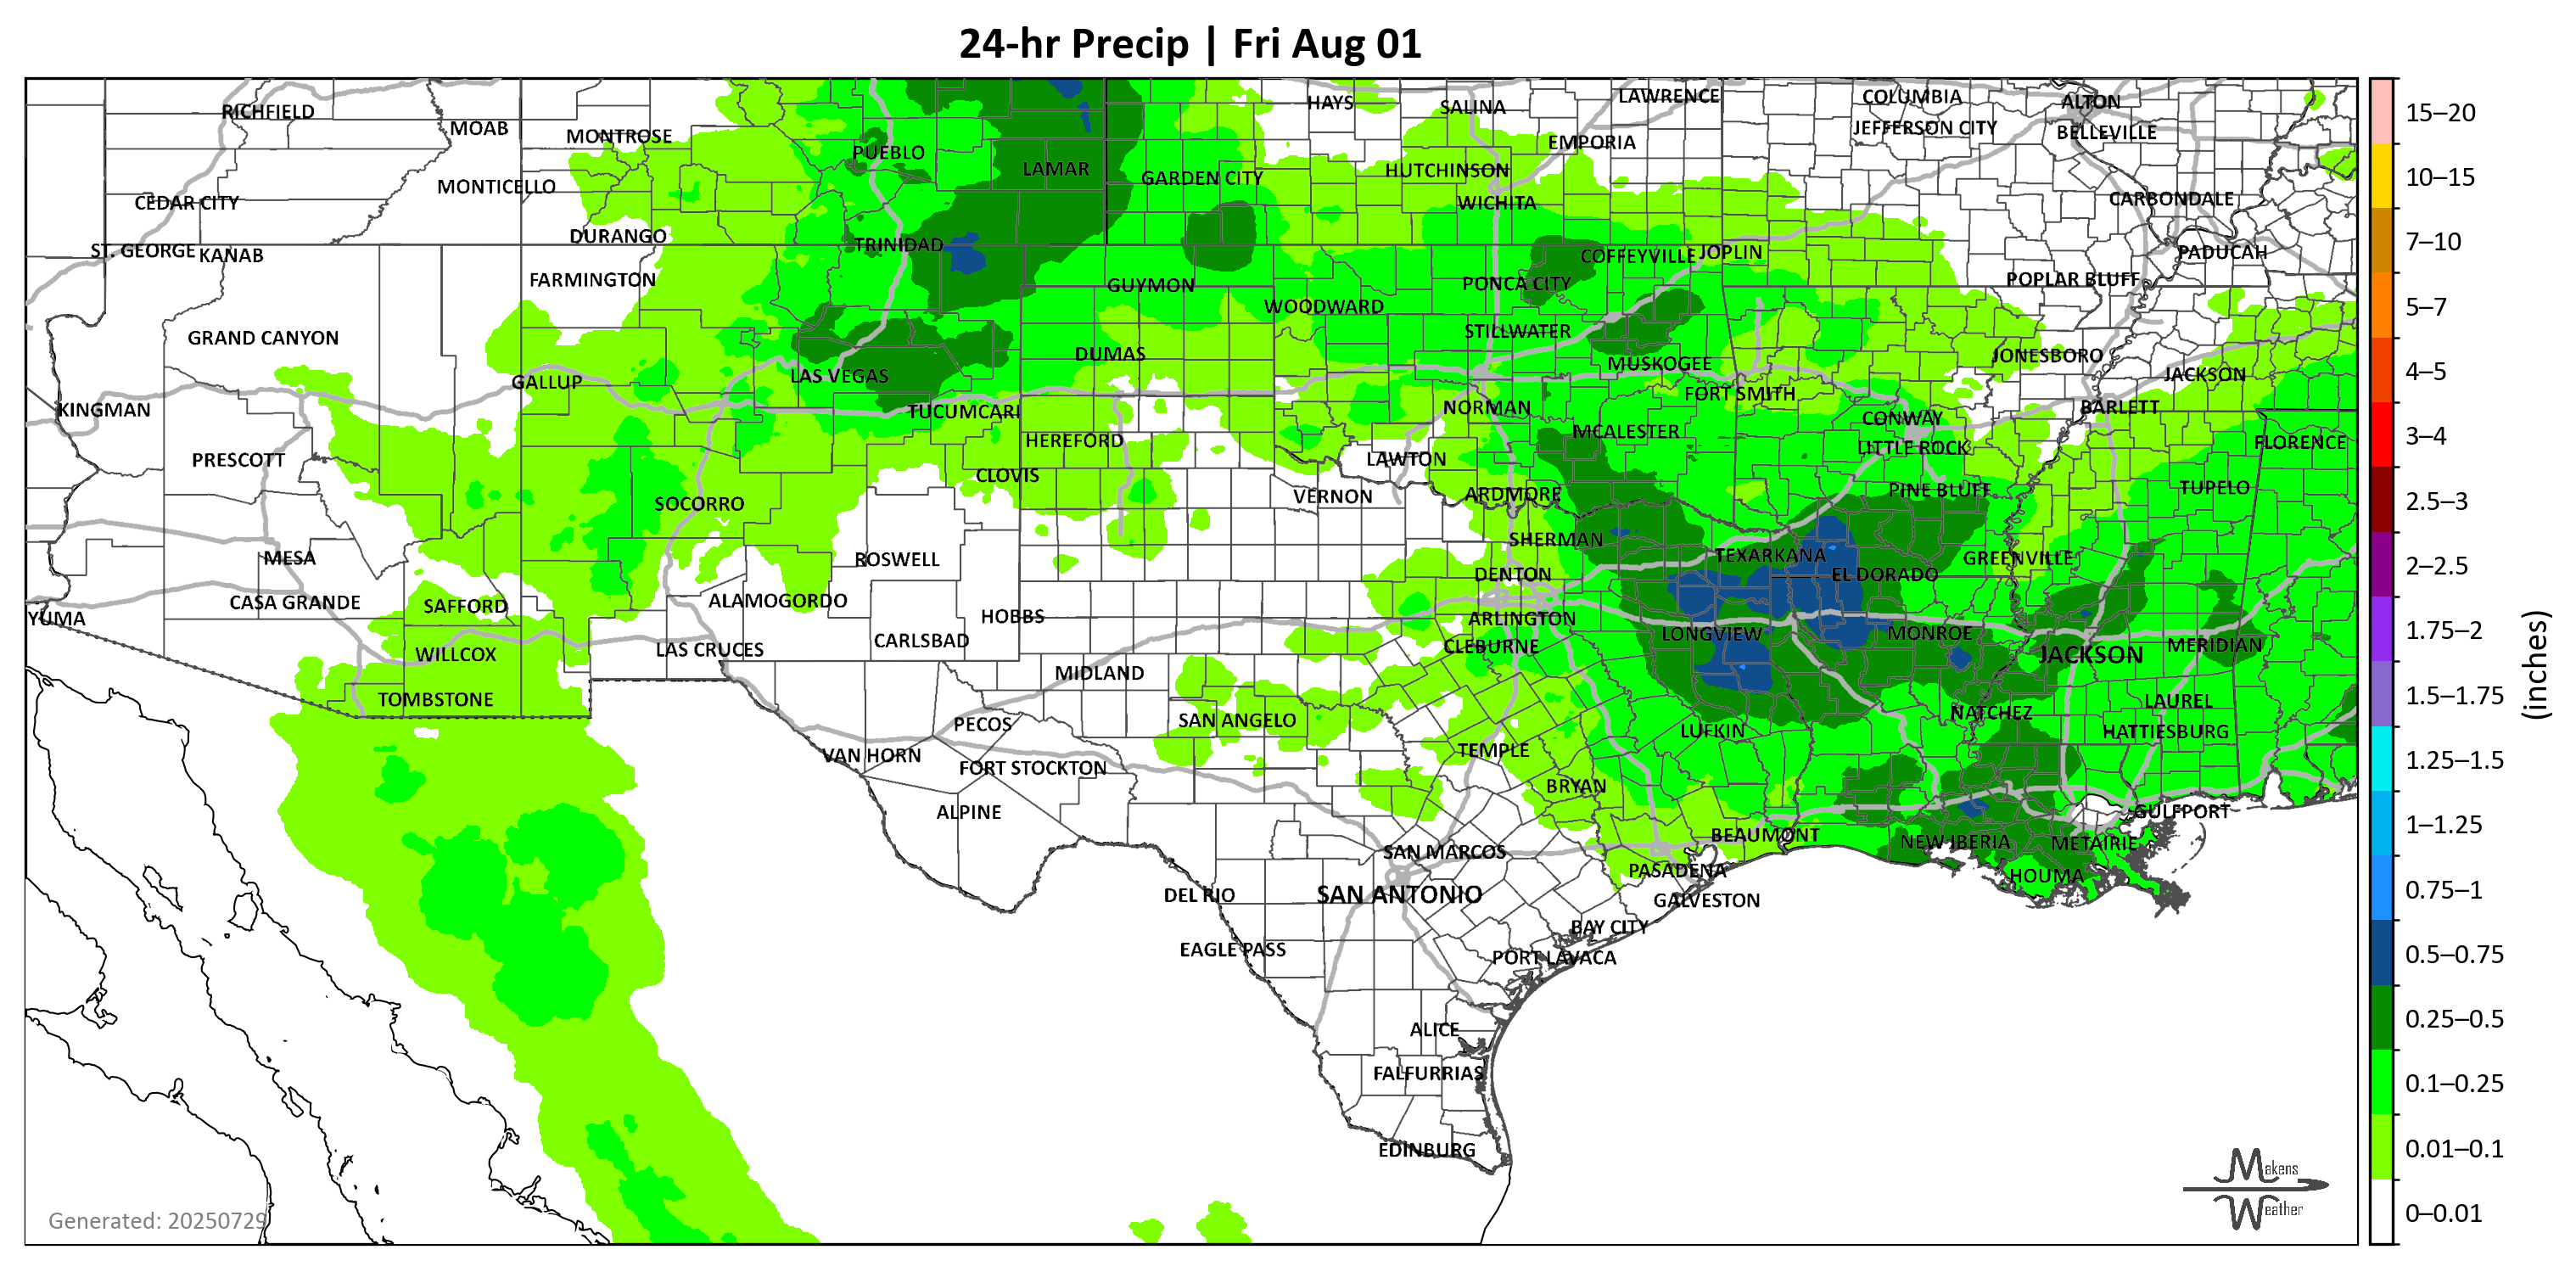 24-hr Precip | Fri Aug 01
RICHFIELD
MOAB
MONTROSE
PUEBLO
LAMAR
GARDEN CITY
HAYS
SALINA
LAWRENCE
EMPORIA
COLUMBIA
JEFFERSON CITY
ALTON
BELLEVILLE
HUTCHINSON
MONTICELLO
CEDAR CITY
WICHITA
CARBONDALE
DURANGO
TRINIDAD
ST. GEORGE
KANAB
COFFEYVILLE
JOPLIN
PADUCAH
FARMINGTON
GUYMON
PONCA CITY
POPLAR BLUFF
WOODWARD
GRAND CANYON
STILLWATER
DUMAS
JONESBORO
MUSKOGEE
LAS VEGAS
GALLUP
JACKSON
FORT SMITH
KINGMAN
TUCUMCARI
NORMAN
CONWAY
BARLETT
HEREFORD
MCALESTER
LITTLE ROCK
FLORENCE
PRESCOTT
LAWTON
CLOVIS
SOCORRO
VERNON
ARDMORE
PINE BLUFF
TUPELO
MESA
ROSWELL
SHERMAN
TEXARKANA
GREENVILLE
DENTON
EL DORADO
CASA GRANDE
SAFFORD
ALAMOGORDO
YUMA
HOBBS
ARLINGTON
LONGVIEW
MONROE
CARLSBAD
CLEBURNE
MERIDIAN
WILLCOX
LAS CRUCES
JACKSON
MIDLAND
TOMBSTONE
LAUREL
PECOS
SAN ANGELO
NATCHEZ
LUFKIN
HATTIESBURG
VAN HORN
FORT STOCKTON
TEMPLE
BRYAN
ALPINE
GULFPORT
BEAUMONT
NEW IBERIA
METAIRIE
SAN MARCOS
PASADENA
HOUMA
DEL RIO
SAN ANTONIO
GALVESTON
BAY CITY
EAGLE PASS
PORT LAVACA
ALICE
FALFURRIAS
EDINBURG
Generated: 20250729
Makens
Weather
15–20
10–15
7–10
5–7
4–5
3–4
2.5–3
2–2.5
1.75–2
1.5–1.75
1.25–1.5
1–1.25
0.75–1
0.5–0.75
0.25–0.5
0.1–0.25
0.01–0.1
0–0.01
(inches)